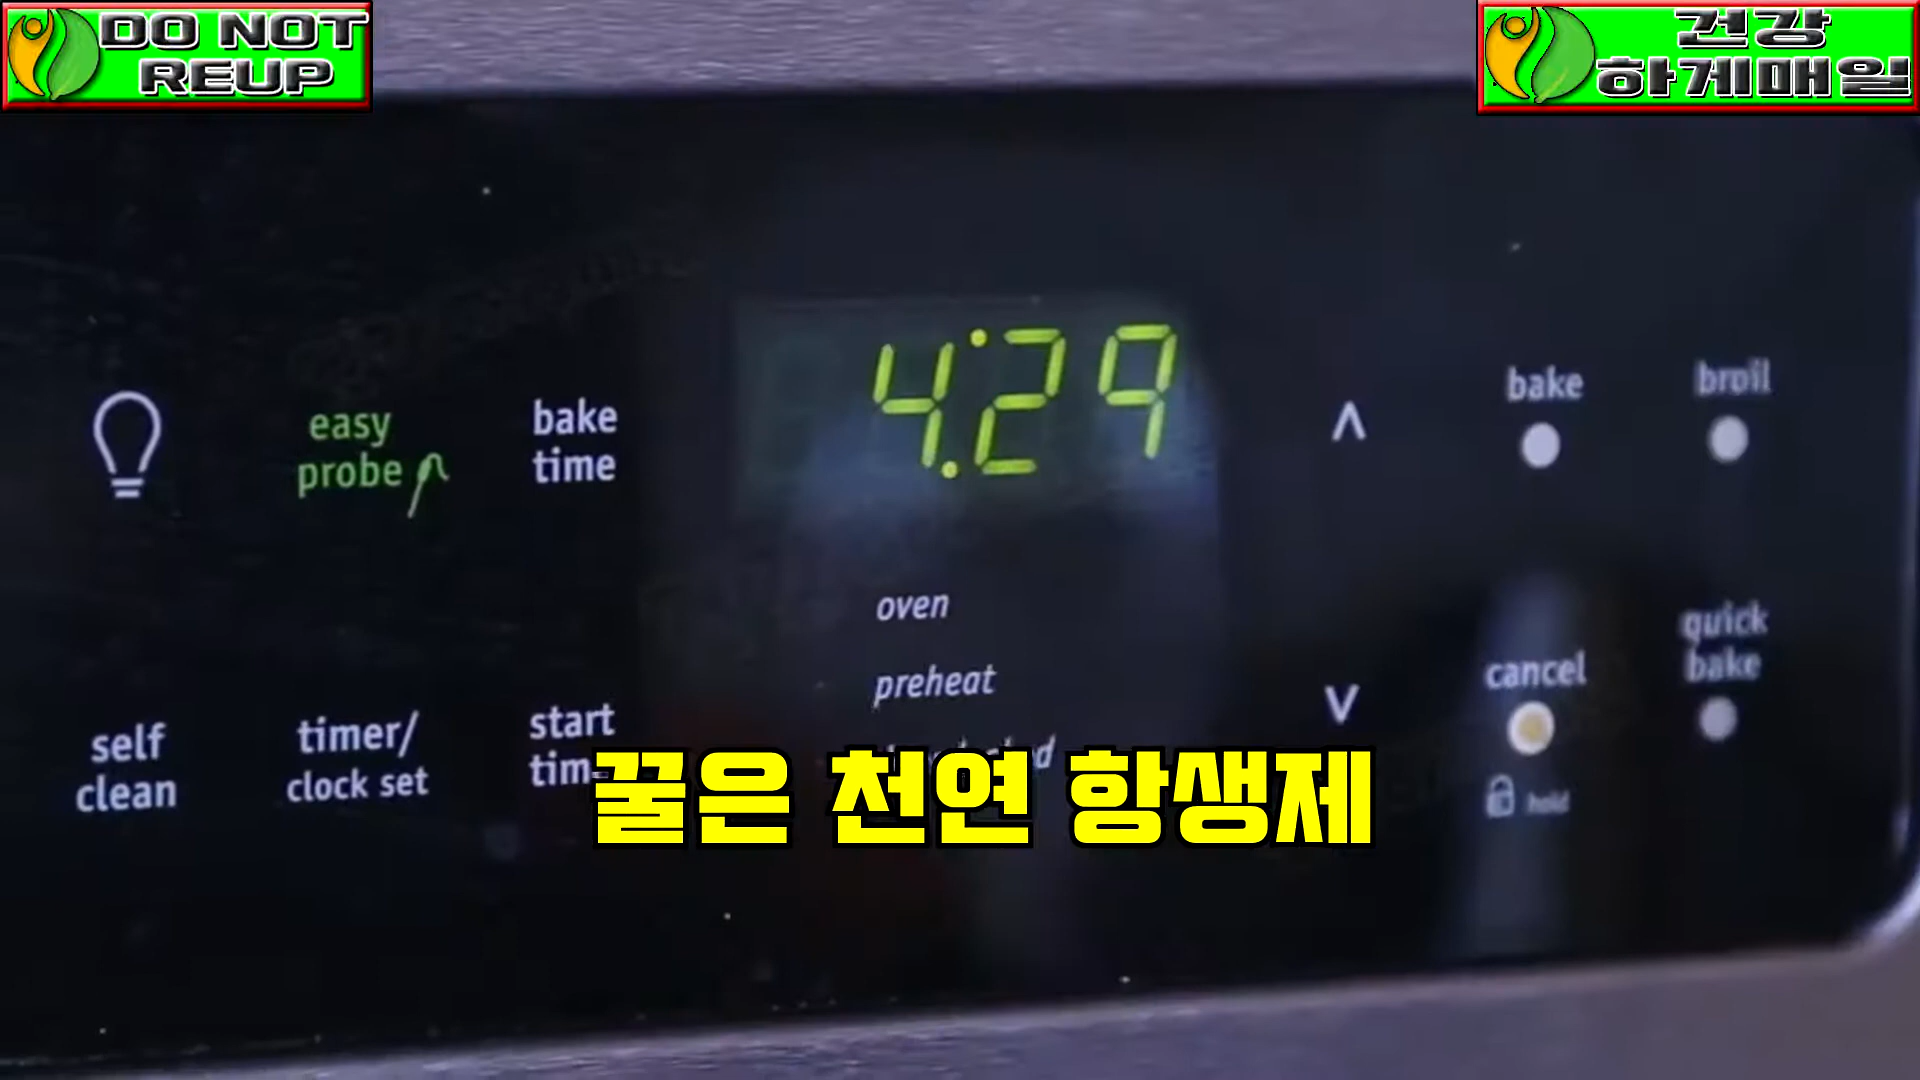 DO NOT
REUP
건강
하게매일
4:29
easy
probe
bake
time
bake
broil
oven
preheat
self
clean
timer/
clock set
start
cancel
hold
quick
bake
꿀은 천연 항생제